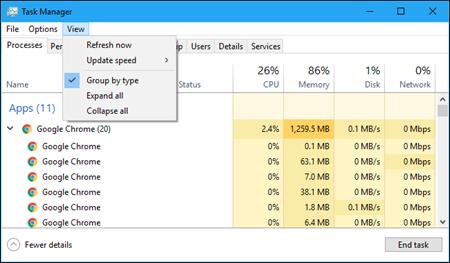 Task Manager
File Options View
Processes Pe p Users Details Services
Refresh now
Update speed
Group by type
Expand all
Collapse all
26% 86% 1% 0%
Name Status CPU Memory Disk Network
Apps (11)
Google Chrome (20) 2.4% 1,259.5 MB 0.1 MB/s 0 Mbps
Google Chrome 0% 0.1 MB 0 MB/s 0 Mbps
Google Chrome 0% 63.1 MB 0 MB/s 0 Mbps
Google Chrome 0% 7.0 MB 0 MB/s 0 Mbps
Google Chrome 0% 38.1 MB 0 MB/s 0 Mbps
Google Chrome 0% 1.8 MB 0.1 MB/s 0 Mbps
Google Chrome 0% 6.4 MB 0 MB/s 0 Mbps
Fewer details End task